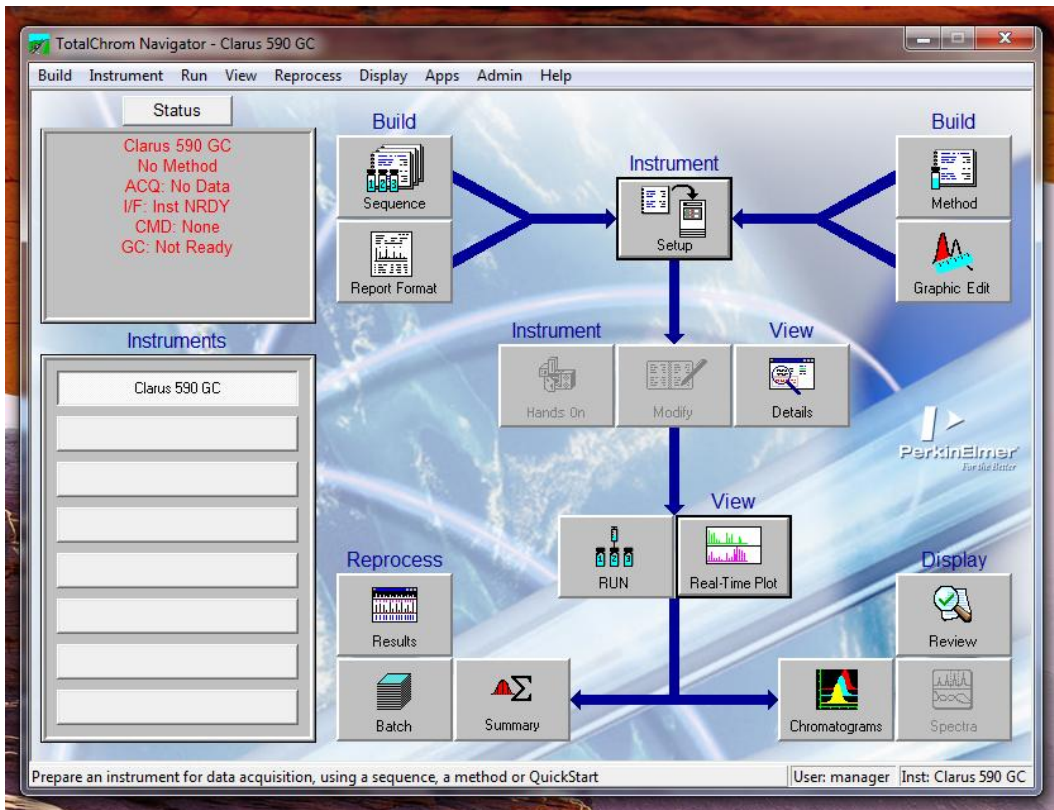 TotalChrom Navigator - Clarus 590 GC
Build Instrument Run View Reprocess Display Apps Admin Help
Status
Clarus 590 GC
No Method
ACQ: No Data
I/F: Inst NRDY
CMD: None
GC: Not Ready
Instruments
Clarus 590 GC
Build
Sequence
Report Format
Instrument
Setup
Build
Method
Graphic Edit
Instrument
Hands On
Modify
View
Details
PerkinElmer
For the Better
View
RUN
Real-Time Plot
Reprocess
Results
Batch
Summary
Display
Review
Chromatograms
Spectra
Prepare an instrument for data acquisition, using a sequence, a method or QuickStart
User: manager
Inst: Clarus 590 GC